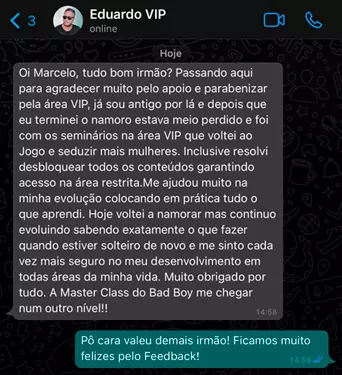 3
Eduardo VIP
online
Hoje
Oi Marcelo, tudo bom irmão? Passando aqui
para agradecer muito pelo apoio e parabenizar
pela área VIP, já sou antigo por lá e depois que
eu terminei o namoro estava meio perdido e foi
com os seminários na área VIP que voltei ao
Jogo e seduzir mais mulheres. Inclusive resolvi
desbloquear todos os conteúdos garantindo
acesso na área restrita.Me ajudou muito na
minha evolução colocando em prática tudo o
que aprendi. Hoje voltei a namorar mas continuo
evoluindo sabendo exatamente o que fazer
quando estiver solteiro de novo e me sinto cada
vez mais seguro no meu desenvolvimento em
todas áreas da minha vida. Muito obrigado por
tudo. A Master Class do Bad Boy me chegar
num outro nível!!
14:58
Pô cara valeu demais irmão! Ficamos muito
felizes pelo Feedback!
14:59